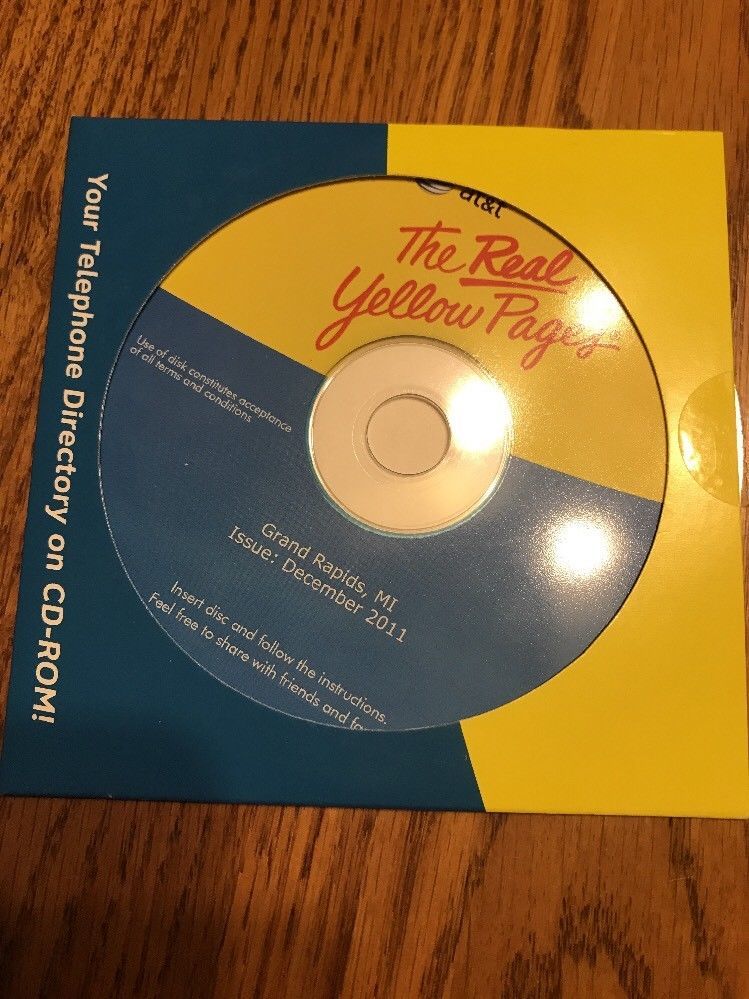 Your Telephone Directory on CD-ROM!
at&t
The Real
Yellow Pages
Use of disk constitutes acceptance
of all terms and conditions
Grand Rapids, MI
Issue: December 2011
Insert disc and follow the instructions.
Feel free to share with friends and fa